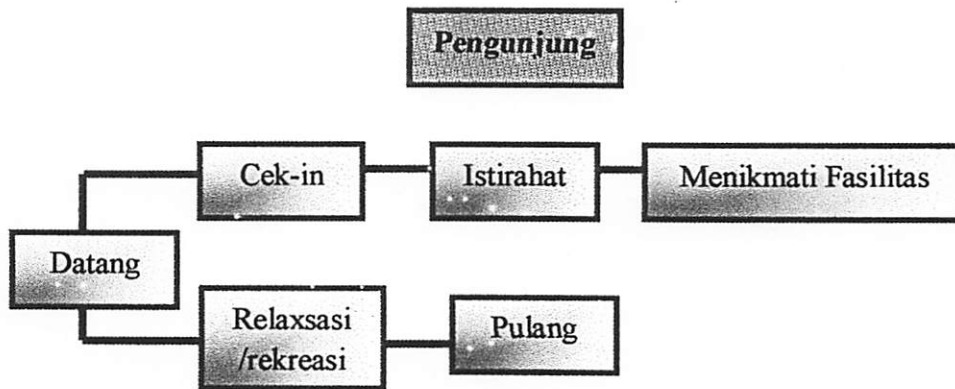 Pengunjung
Cek-in
Istirahat
Menikmati Fasilitas
Datang
Relaxsasi
/rekreasi
Pulang